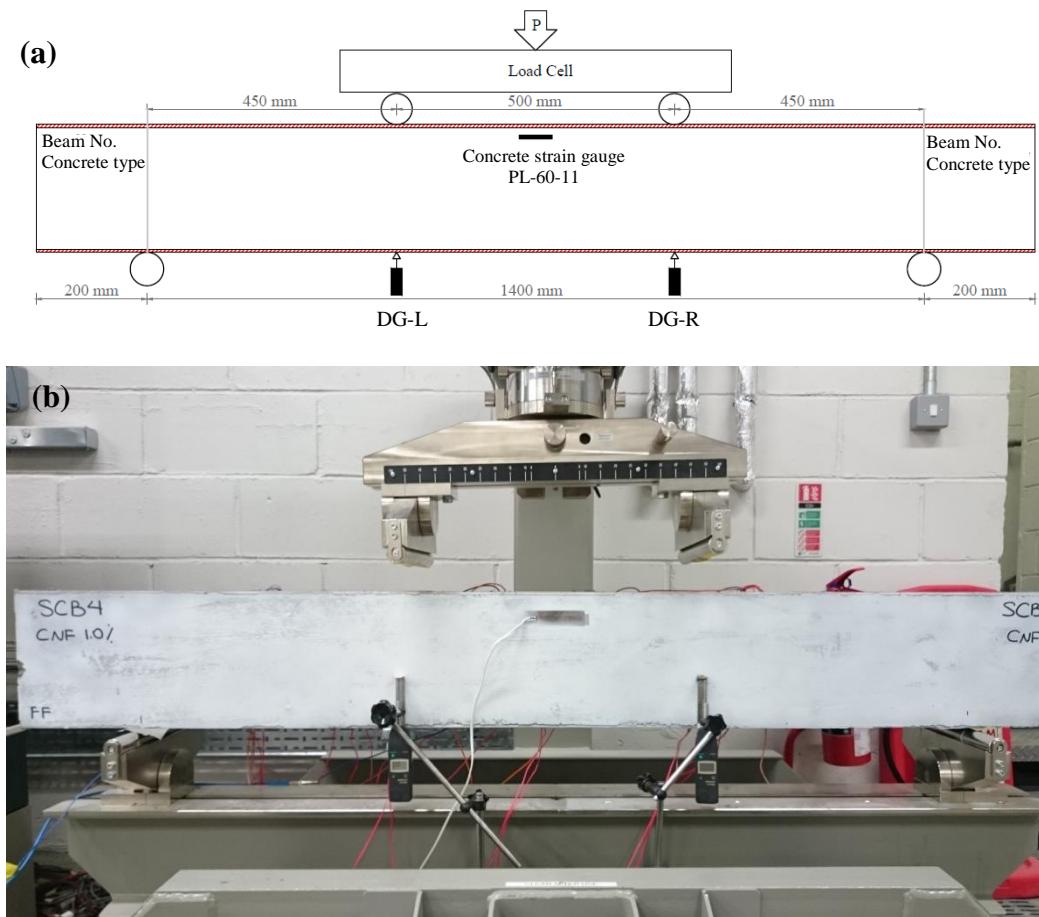 (a)
P
Load Cell
450 mm
500 mm
450 mm
Beam No.
Concrete type
Concrete strain gauge
PL-60-11
Beam No.
Concrete type
200 mm
1400 mm
200 mm
DG-L
DG-R
(b)
SCB4
CNF 1.0%
FF
SCB
CNF